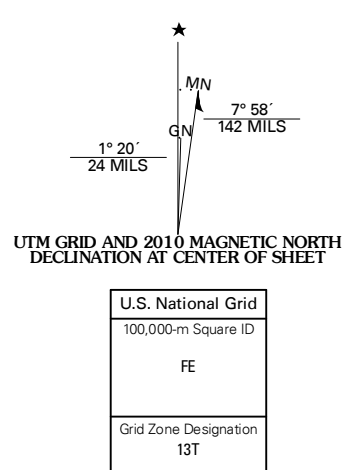 ★
MN
7° 58´
142 MILS
GN
1° 20´
24 MILS
UTM GRID AND 2010 MAGNETIC NORTH
DECLINATION AT CENTER OF SHEET
U.S. National Grid
100,000-m Square ID
FE
Grid Zone Designation
13T